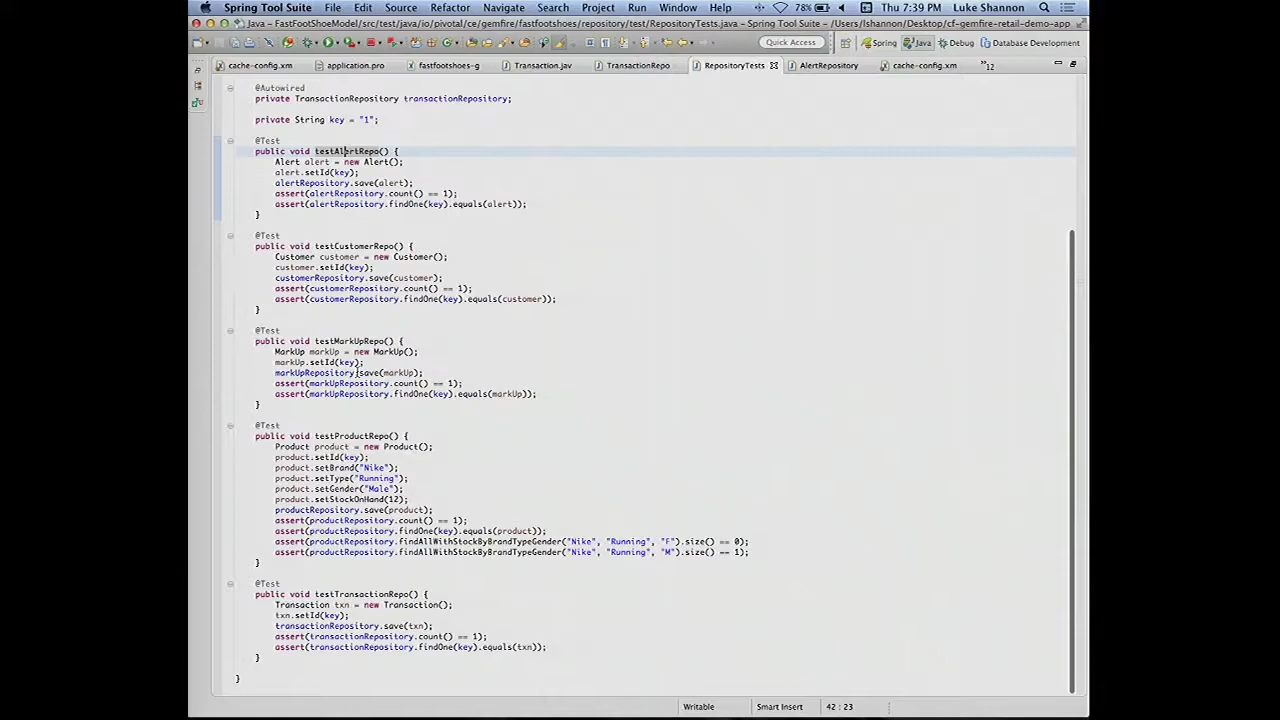 Spring Tool Suite File Edit Source Refactor Navigate Search Project Run Window Help 78% Thu 7:39 PM Luke Shannon
Java - FastFootShoeModel/src/test/java/io/pivotal/ce/gemfire/fastfootshoes/repository/test/RepositoryTests.java - Spring Tool Suite - /Users/lshannon/Desktop/cf-gemfire-retail-demo-app
Quick Access Spring Java Debug Database Development
cache-config.xm application.pro fastfootshoes-g Transaction.jav TransactionRepo RepositoryTests AlertRepository cache-config.xm »12
@Autowired
private TransactionRepository transactionRepository;
private String key = "1";
@Test
public void testAlertRepo() {
Alert alert = new Alert();
alert.setId(key);
alertRepository.save(alert);
assert(alertRepository.count() == 1);
assert(alertRepository.findOne(key).equals(alert));
}
@Test
public void testCustomerRepo() {
Customer customer = new Customer();
customer.setId(key);
customerRepository.save(customer);
assert(customerRepository.count() == 1);
assert(customerRepository.findOne(key).equals(customer));
}
@Test
public void testMarkUpRepo() {
MarkUp markUp = new MarkUp();
markUp.setId(key);
markUpRepository.save(markUp);
assert(markUpRepository.count() == 1);
assert(markUpRepository.findOne(key).equals(markUp));
}
@Test
public void testProductRepo() {
Product product = new Product();
product.setId(key);
product.setBrand("Nike");
product.setType("Running");
product.setGender("Male");
product.setStockOnHand(12);
productRepository.save(product);
assert(productRepository.count() == 1);
assert(productRepository.findOne(key).equals(product));
assert(productRepository.findAllWithStockByBrandTypeGender("Nike", "Running", "F").size() == 0);
assert(productRepository.findAllWithStockByBrandTypeGender("Nike", "Running", "M").size() == 1);
}
@Test
public void testTransactionRepo() {
Transaction txn = new Transaction();
txn.setId(key);
transactionRepository.save(txn);
assert(transactionRepository.count() == 1);
assert(transactionRepository.findOne(key).equals(txn));
}
}
Writable Smart Insert 42 : 23